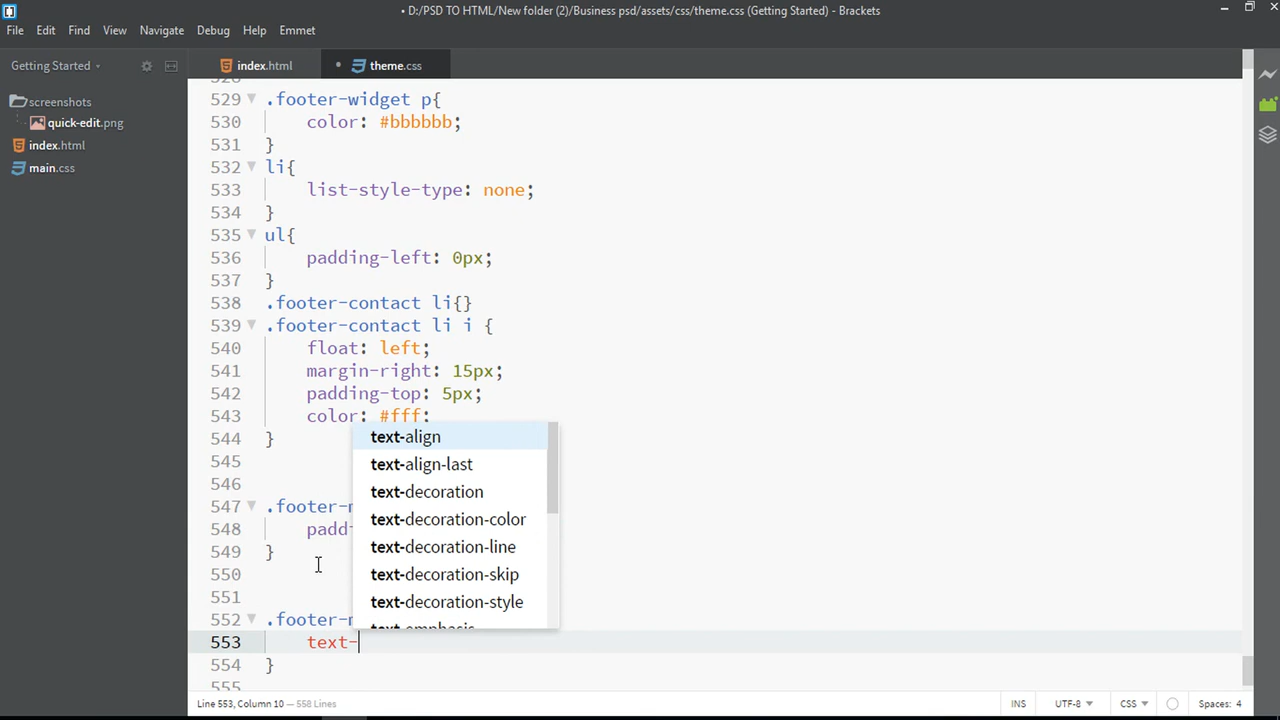 • D:/PSD TO HTML/New folder (2)/Business psd/assets/css/theme.css (Getting Started) - Brackets
File Edit Find View Navigate Debug Help Emmet
Getting Started
index.html
• theme.css
screenshots
quick-edit.png
index.html
main.css
528
529 .footer-widget p{
530 color: #bbbbbb;
531 }
532 li{
533 list-style-type: none;
534 }
535 ul{
536 padding-left: 0px;
537 }
538 .footer-contact li{}
539 .footer-contact li i {
540 float: left;
541 margin-right: 15px;
542 padding-top: 5px;
543 color: #fff;
544 }
545
546
547 .footer-
548 padd
549 }
550
551
552 .footer-
553 text-
554 }
555
text-align
text-align-last
text-decoration
text-decoration-color
text-decoration-line
text-decoration-skip
text-decoration-style
text-emphasis
Line 553, Column 10 — 558 Lines
INS UTF-8 CSS Spaces: 4